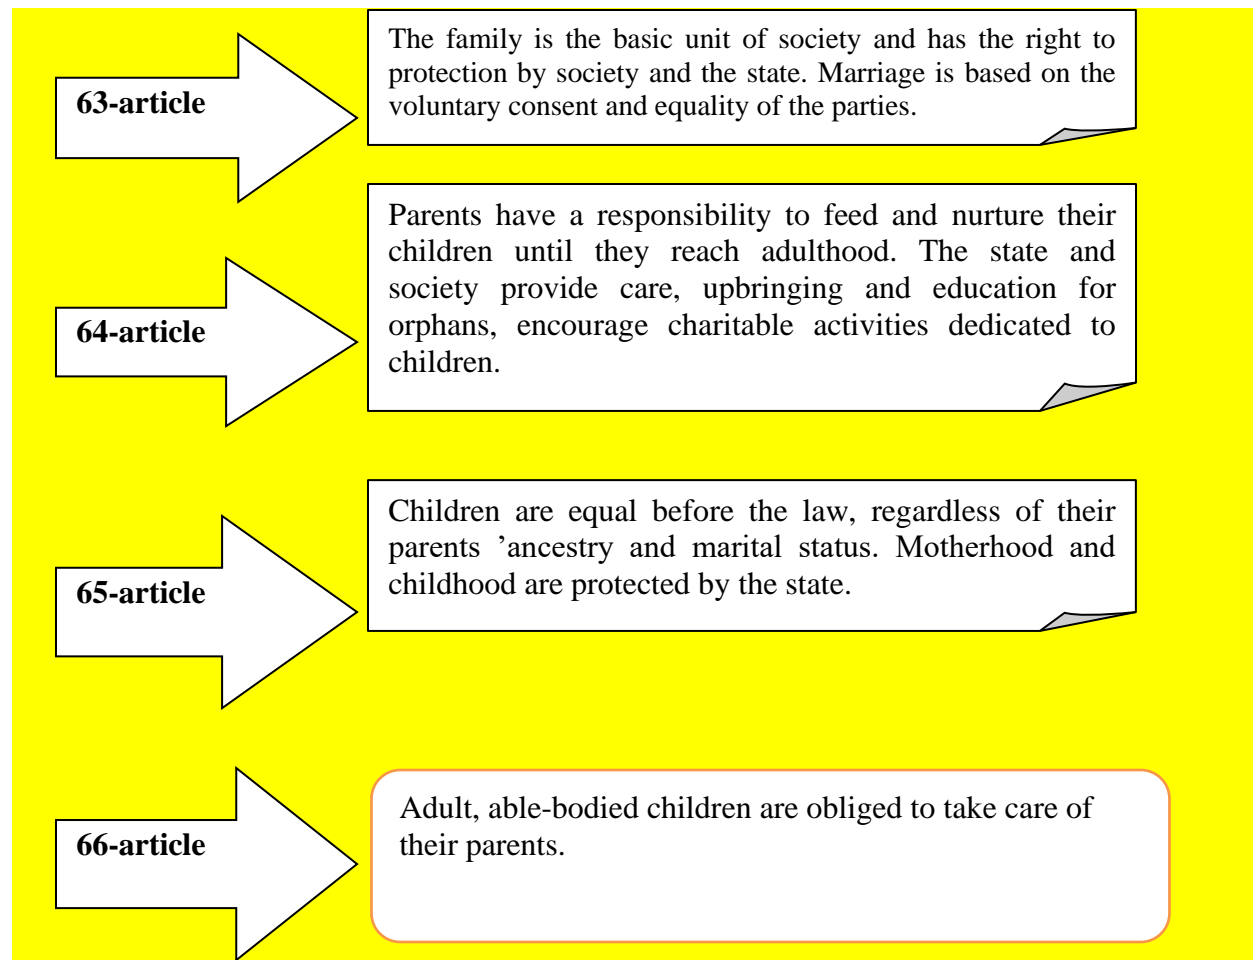 63-article
The family is the basic unit of society and has the right to
protection by society and the state. Marriage is based on the
voluntary consent and equality of the parties.
64-article
Parents have a responsibility to feed and nurture their
children until they reach adulthood. The state and
society provide care, upbringing and education for
orphans, encourage charitable activities dedicated to
children.
65-article
Children are equal before the law, regardless of their
parents ’ancestry and marital status. Motherhood and
childhood are protected by the state.
66-article
Adult, able-bodied children are obliged to take care of
their parents.